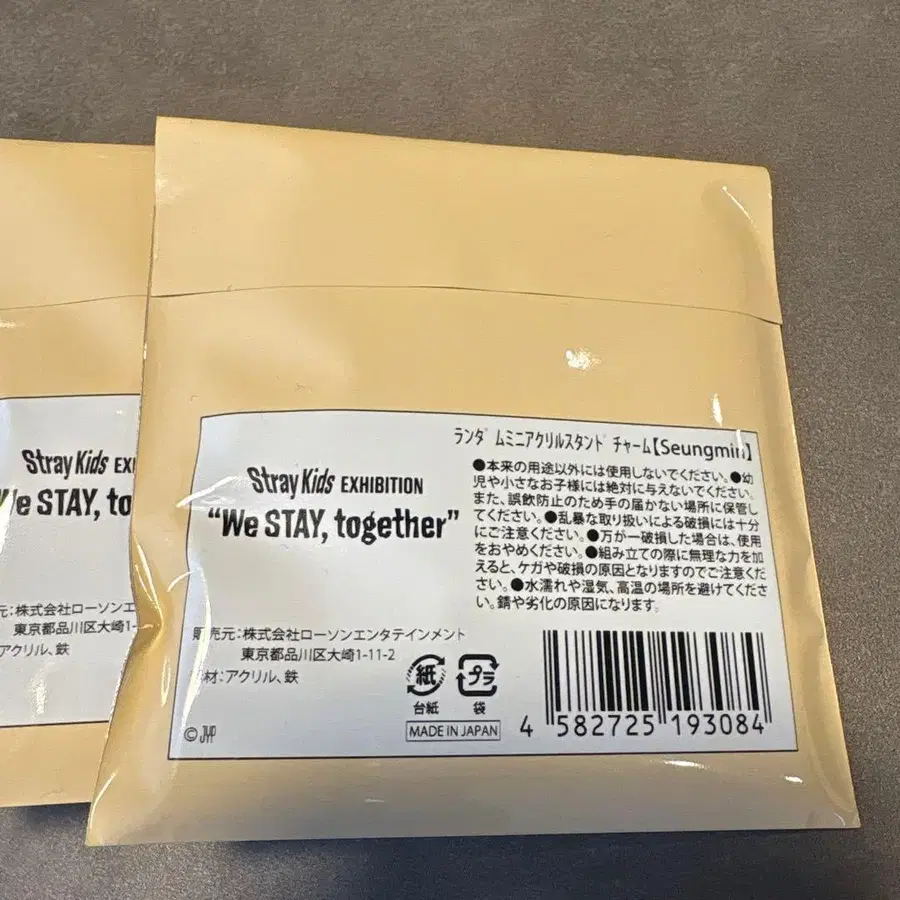 Stray Kids EXHIBITION
“We STAY, together”
ランダムミニアクリルスタンドチャーム【Seungmin】
●本来の用途以外には使用しないでください。●幼
児や小さなお子様には絶対に与えないでください。
また、誤飲防止のため手の届かない場所に保管し
てください。●乱暴な取り扱いによる破損には十分
にご注意ください。●万が一破損した場合は、使用
をおやめください。●組み立ての際に無理な力を加
えると、ケガや破損の原因となりますのでご注意くだ
さい。●水濡れや湿気、高温の場所を避けてくださ
い。錆や劣化の原因になります。
販売元:株式会社ローソンエンタテインメント
東京都品川区大崎1-11-2
材:アクリル、鉄
紙
台紙
プラ
袋
MADE IN JAPAN
4 582725 193084
© JYP
Stray Kids EXI
We STAY, to
元:株式会社ローソンエ
東京都品川区大崎1-
アクリル、鉄